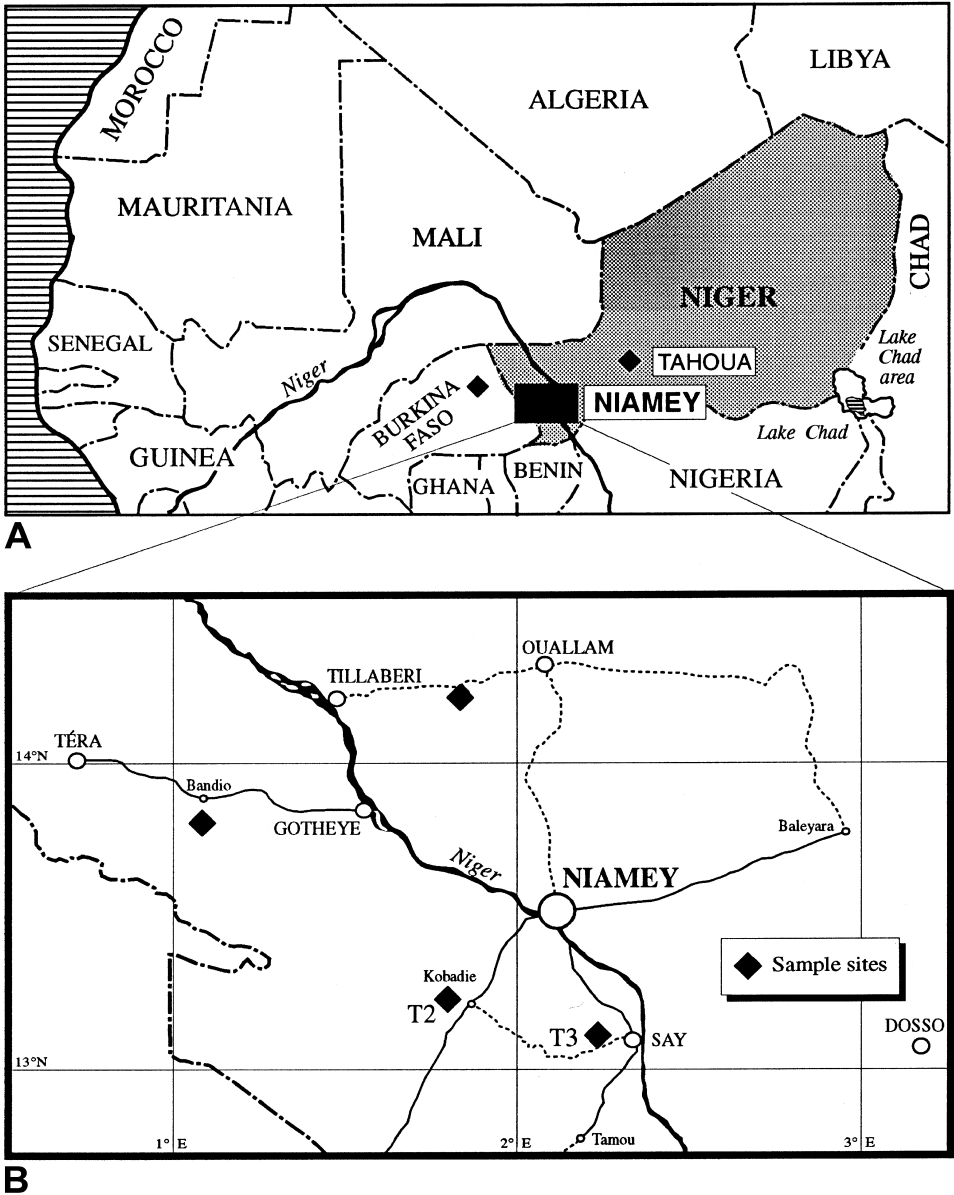 MOROCCO
LIBYA
ALGERIA
MAURITANIA
MALI
CHAD
NIGER
SENEGAL
Niger
TAHOUA
Lake
Chad
area
BURKINA
FASO
NIAMEY
Lake Chad
GUINEA
GHANA
BENIN
NIGERIA
A
OUALLAM
TILLABERI
TÉRA
14°N
Bandio
GOTHEYE
Baleyara
Niger
NIAMEY
Sample sites
Kobadie
T2
T3
SAY
DOSSO
13°N
1° E
2° E
Tamou
3° E
B